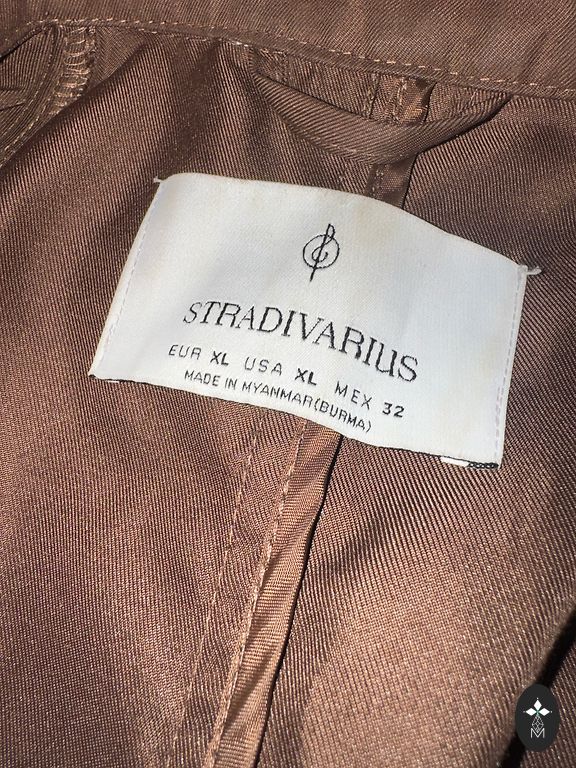 STRADIVARIUS
EUR XL USA XL MEX 32
MADE IN MYANMAR(BURMA)
M